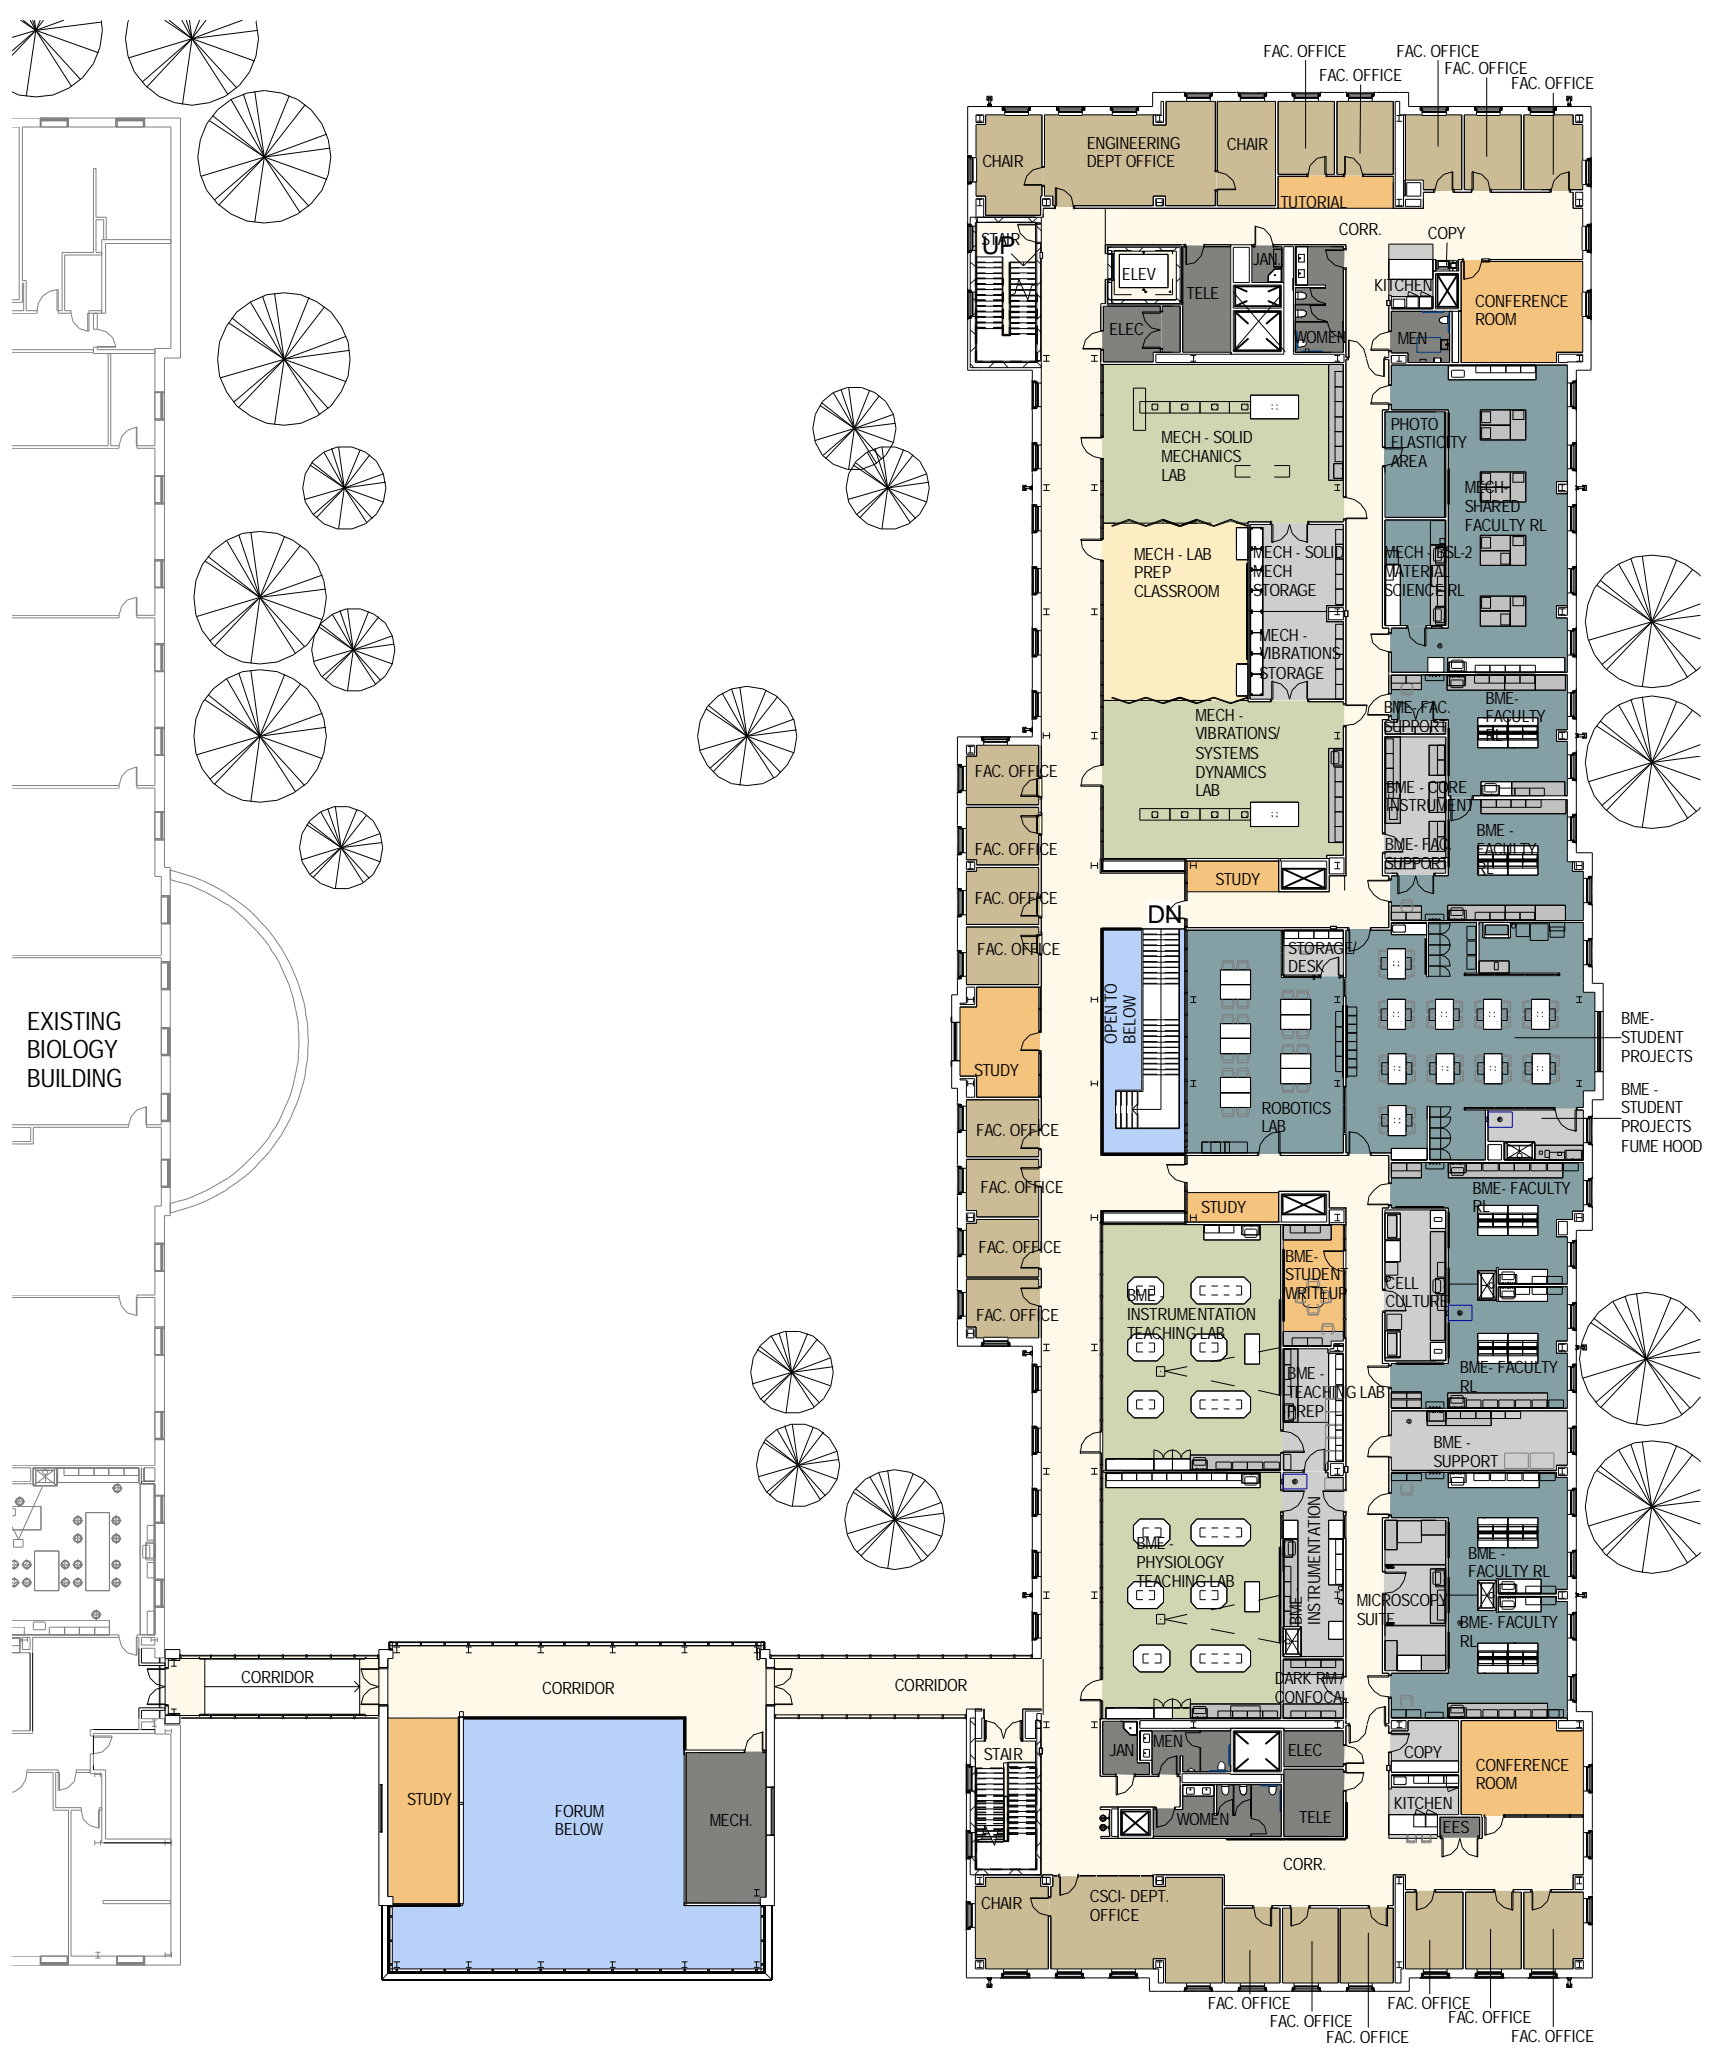 FAC. OFFICE
FAC. OFFICE
FAC. OFFICE
FAC. OFFICE
FAC. OFFICE
CHAIR
ENGINEERING
DEPT OFFICE
CHAIR
TUTORIAL
CORR.
COPY
STAIR
UP
ELEV
TELE
JAN.
ELEC
WOMEN
KITCHEN
MEN
CONFERENCE
ROOM
MECH - SOLID
MECHANICS
LAB
PHOTO
ELASTICITY
AREA
MECH-
SHARED
FACULTY RL
MECH - LAB
PREP
CLASSROOM
MECH - SOLID
MECH
STORAGE
MECH - BSL-2
MATERIAL
SCIENCE RL
MECH -
VIBRATIONS
STORAGE
MECH -
VIBRATIONS/
SYSTEMS
DYNAMICS
LAB
BME- FAC.
SUPPORT
BME-
FACULTY
RL
BME - CORE
INSTRUMENT
BME -
FACULTY
RL
BME- FAC.
SUPPORT
FAC. OFFICE
FAC. OFFICE
FAC. OFFICE
FAC. OFFICE
STUDY
DN
OPEN TO
BELOW
STORAGE/
DESK
ROBOTICS
LAB
STUDY
EXISTING
BIOLOGY
BUILDING
BME-
STUDENT
PROJECTS
BME -
STUDENT
PROJECTS
FUME HOOD
FAC. OFFICE
FAC. OFFICE
FAC. OFFICE
FAC. OFFICE
STUDY
BME- FACULTY
RL
BME -
INSTRUMENTATION
TEACHING LAB
BME-
STUDENT
WRITEUP
CELL
CULTURE
BME- FACULTY
RL
BME -
TEACHING LAB
PREP
BME -
SUPPORT
BME -
PHYSIOLOGY
TEACHING LAB
BME
INSTRUMENTATION
BME -
FACULTY RL
MICROSCOPY
SUITE
BME- FACULTY
RL
DARK RM /
CONFOCAL
CORRIDOR
CORRIDOR
CORRIDOR
STAIR
JAN
MEN
ELEC
COPY
CONFERENCE
ROOM
STUDY
FORUM
BELOW
MECH.
WOMEN
TELE
KITCHEN
EES
CORR.
CHAIR
CSCI- DEPT.
OFFICE
FAC. OFFICE
FAC. OFFICE
FAC. OFFICE
FAC. OFFICE
FAC. OFFICE
FAC. OFFICE